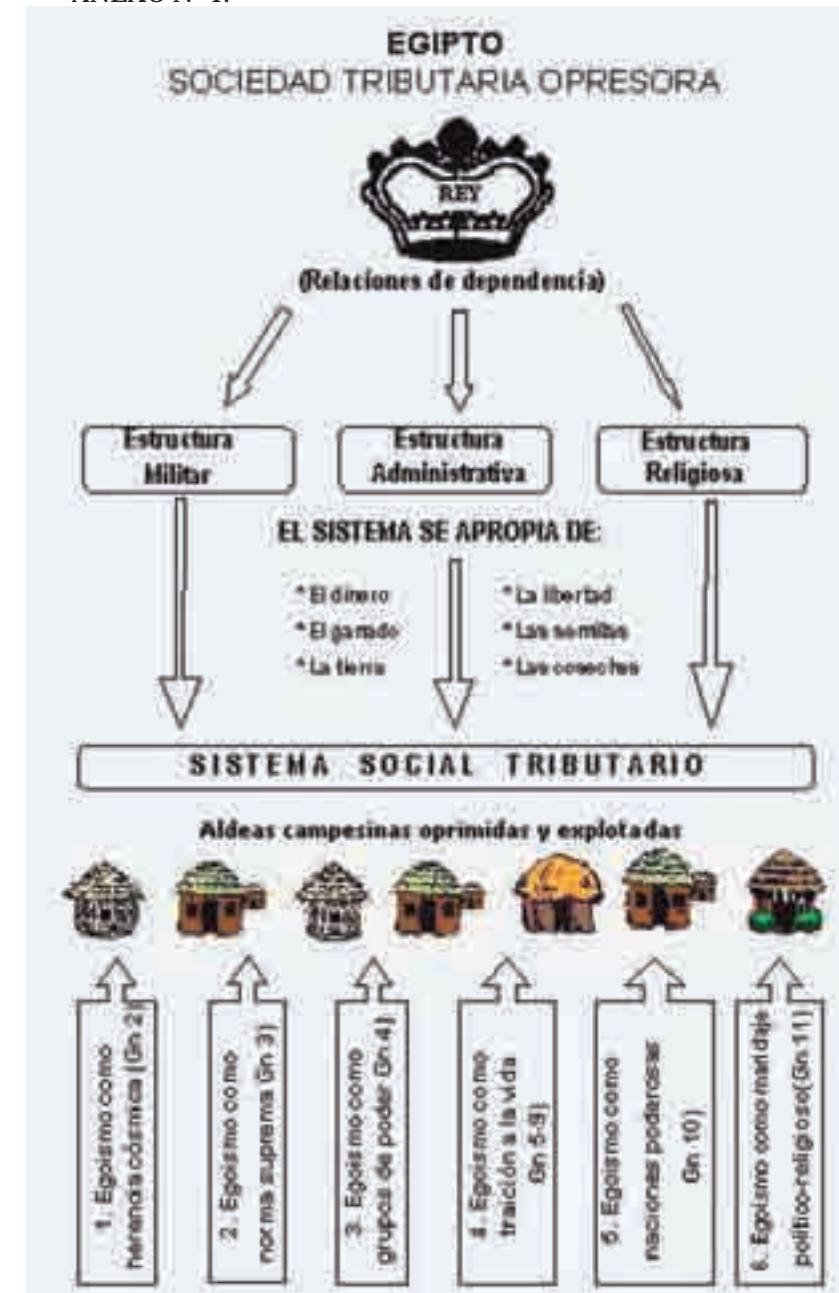 ANEXO Nº 1.
EGIPTO
SOCIEDAD TRIBUTARIA OPRESORA
REY
(Relaciones de dependencia)
Estructura
Militar
Estructura
Administrativa
Estructura
Religiosa
EL SISTEMA SE APROPIA DE:
* El dinero
* El ganado
* La tierra
* La libertad
* Las semillas
* Las cosechas
SISTEMA SOCIAL TRIBUTARIO
Aldeas campesinas oprimidas y explotadas
1. Egoísmo como
herencia cósmica (Gn 2)
2. Egoísmo como
norma suprema Gn 3)
3. Egoísmo como
grupos de poder Gn 4)
4. Egoísmo como
traición a la vida
Gn 5-9)
5. Egoísmo como
naciones poderosas
Gn 10)
6. Egoísmo como maridaje
político-religioso(Gn 11)